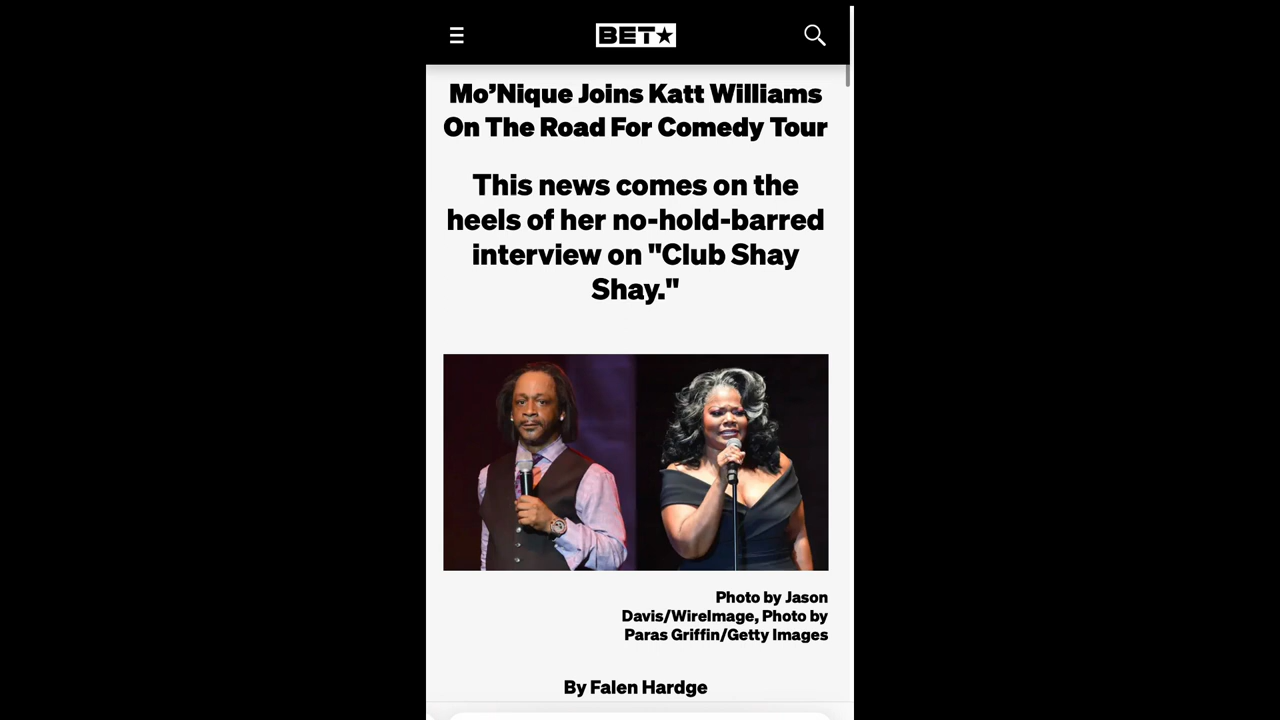 BET★
Mo’Nique Joins Katt Williams
On The Road For Comedy Tour
This news comes on the
heels of her no-hold-barred
interview on "Club Shay
Shay."
Photo by Jason
Davis/WireImage, Photo by
Paras Griffin/Getty Images
By Falen Hardge